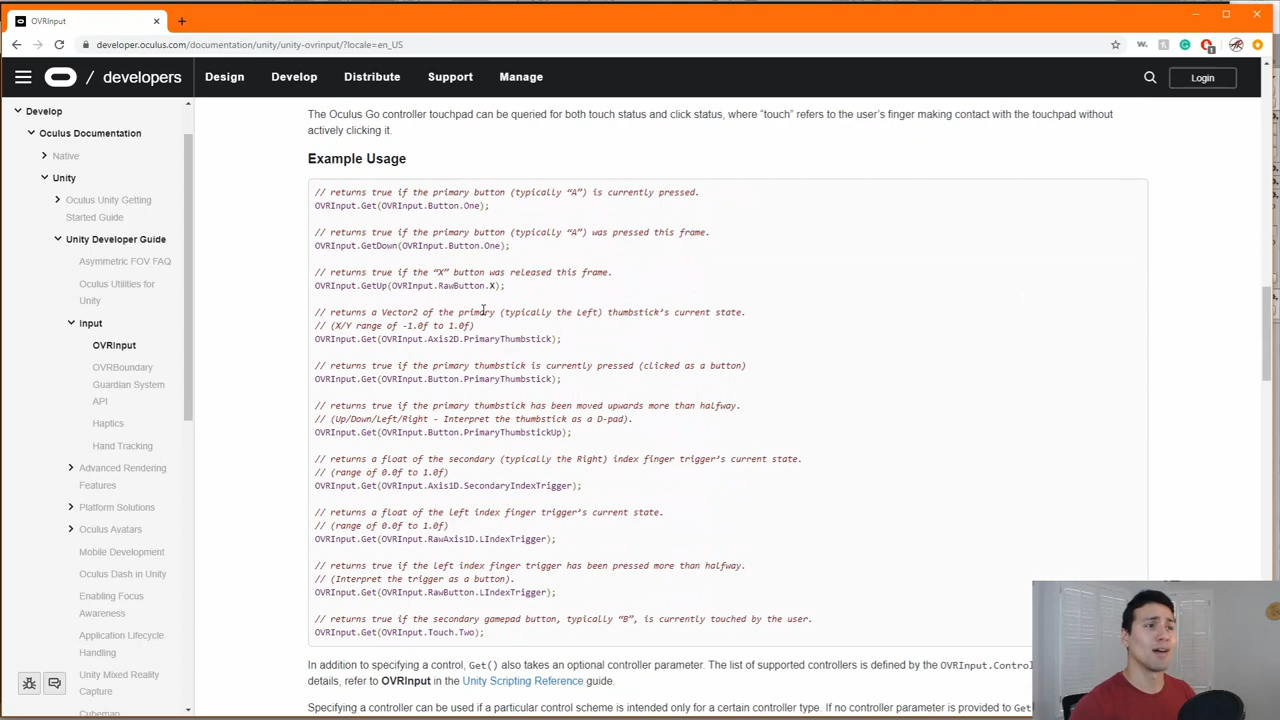 OVRInput
developer.oculus.com/documentation/unity/unity-ovrinput/?locale=en_US
/ developers
Design
Develop
Distribute
Support
Manage
Login
Develop
Oculus Documentation
Native
Unity
Oculus Unity Getting
Started Guide
Unity Developer Guide
Asymmetric FOV FAQ
Oculus Utilities for
Unity
Input
OVRInput
OVRBoundary
Guardian System
API
Haptics
Hand Tracking
Advanced Rendering
Features
Platform Solutions
Oculus Avatars
Mobile Development
Oculus Dash in Unity
Enabling Focus
Awareness
Application Lifecycle
Handling
Unity Mixed Reality
Capture
Cubemap
The Oculus Go controller touchpad can be queried for both touch status and click status, where “touch” refers to the user’s finger making contact with the touchpad without
actively clicking it.
Example Usage
// returns true if the primary button (typically “A”) is currently pressed.
OVRInput.Get(OVRInput.Button.One);
// returns true if the primary button (typically “A”) was pressed this frame.
OVRInput.GetDown(OVRInput.Button.One);
// returns true if the “X” button was released this frame.
OVRInput.GetUp(OVRInput.RawButton.X);
// returns a Vector2 of the primary (typically the Left) thumbstick’s current state.
// (X/Y range of -1.0f to 1.0f)
OVRInput.Get(OVRInput.Axis2D.PrimaryThumbstick);
// returns true if the primary thumbstick is currently pressed (clicked as a button)
OVRInput.Get(OVRInput.Button.PrimaryThumbstick);
// returns true if the primary thumbstick has been moved upwards more than halfway.
// (Up/Down/Left/Right - Interpret the thumbstick as a D-pad).
OVRInput.Get(OVRInput.Button.PrimaryThumbstickUp);
// returns a float of the secondary (typically the Right) index finger trigger’s current state.
// (range of 0.0f to 1.0f)
OVRInput.Get(OVRInput.Axis1D.SecondaryIndexTrigger);
// returns a float of the left index finger trigger’s current state.
// (range of 0.0f to 1.0f)
OVRInput.Get(OVRInput.RawAxis1D.LIndexTrigger);
// returns true if the left index finger trigger has been pressed more than halfway.
// (Interpret the trigger as a button).
OVRInput.Get(OVRInput.RawButton.LIndexTrigger);
// returns true if the secondary gamepad button, typically “B”, is currently touched by the user.
OVRInput.Get(OVRInput.Touch.Two);
In addition to specifying a control, Get() also takes an optional controller parameter. The list of supported controllers is defined by the OVRInput.Control
details, refer to OVRInput in the Unity Scripting Reference guide.
Specifying a controller can be used if a particular control scheme is intended only for a certain controller type. If no controller parameter is provided to Get